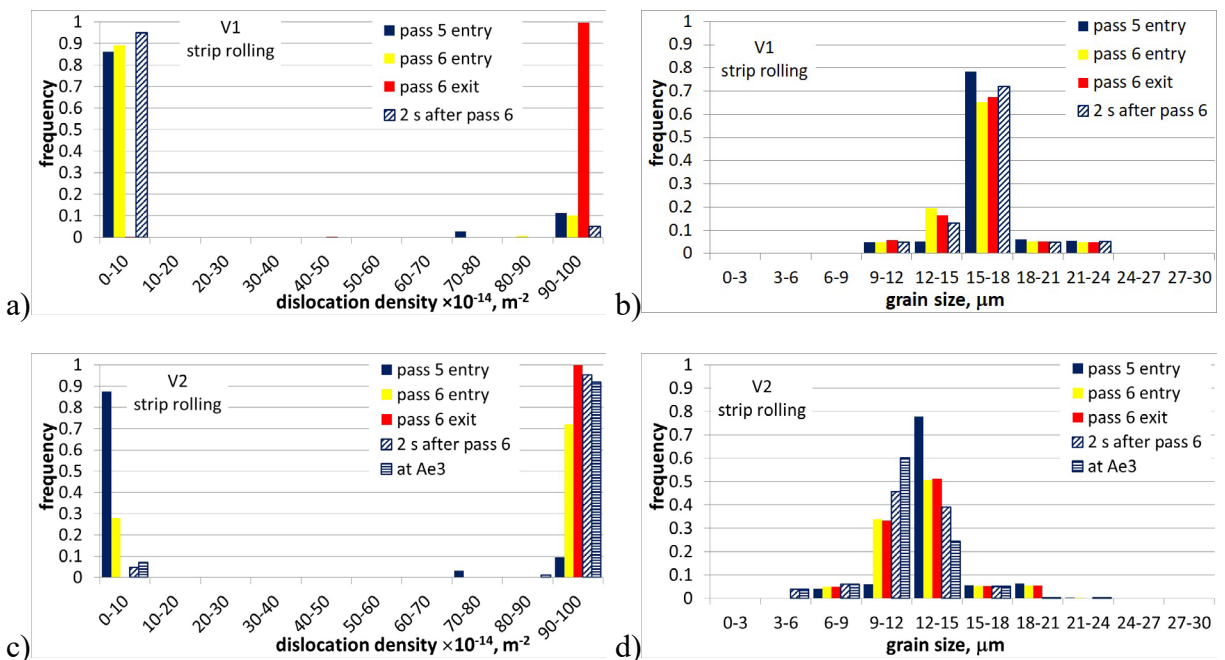 a)
V1
strip rolling
pass 5 entry
pass 6 entry
pass 6 exit
2 s after pass 6
frequency
1
0.9
0.8
0.7
0.6
0.5
0.4
0.3
0.2
0.1
0
0-10
10-20
20-30
30-40
40-50
50-60
60-70
70-80
80-90
90-100
dislocation density ×10⁻¹⁴, m⁻²
b)
V1
strip rolling
pass 5 entry
pass 6 entry
pass 6 exit
2 s after pass 6
frequency
1
0.9
0.8
0.7
0.6
0.5
0.4
0.3
0.2
0.1
0
0-3
3-6
6-9
9-12
12-15
15-18
18-21
21-24
24-27
27-30
grain size, μm
c)
V2
strip rolling
pass 5 entry
pass 6 entry
pass 6 exit
2 s after pass 6
at Ae3
frequency
1
0.9
0.8
0.7
0.6
0.5
0.4
0.3
0.2
0.1
0
0-10
10-20
20-30
30-40
40-50
50-60
60-70
70-80
80-90
90-100
dislocation density ×10⁻¹⁴, m⁻²
d)
V2
strip rolling
pass 5 entry
pass 6 entry
pass 6 exit
2 s after pass 6
at Ae3
frequency
1
0.9
0.8
0.7
0.6
0.5
0.4
0.3
0.2
0.1
0
0-3
3-6
6-9
9-12
12-15
15-18
18-21
21-24
24-27
27-30
grain size, μm